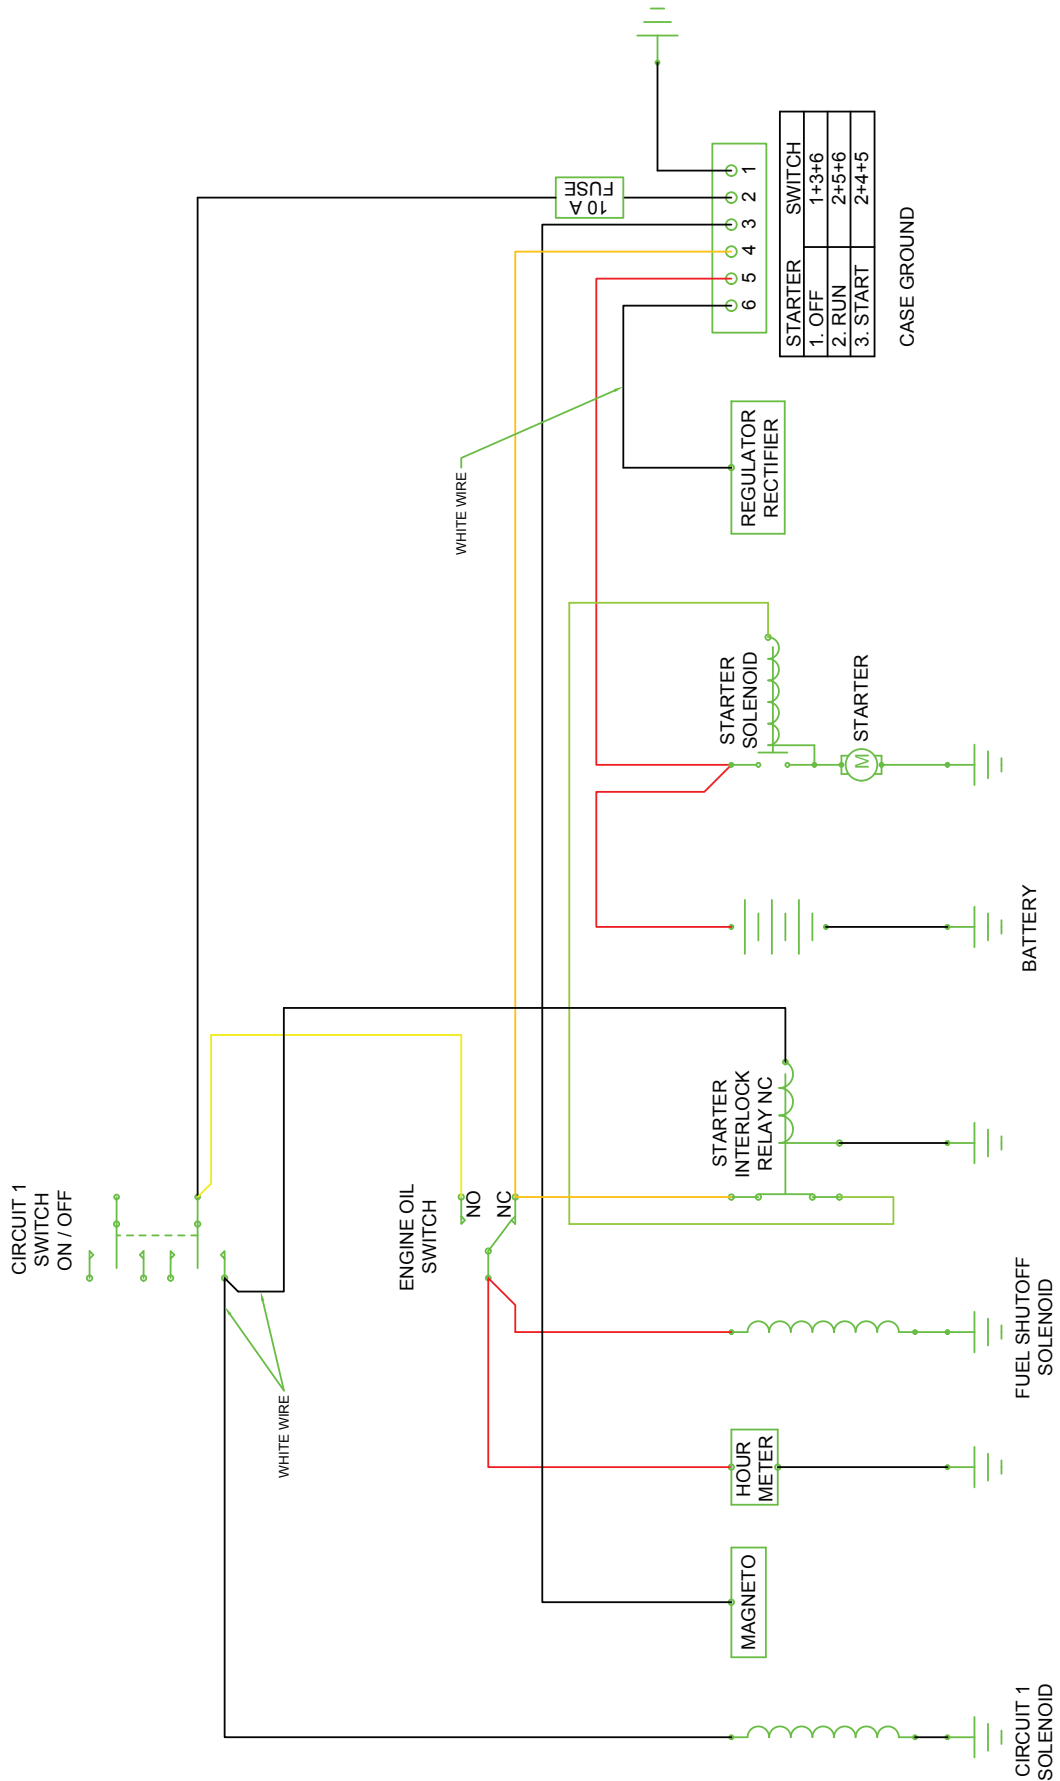 CIRCUIT 1
SWITCH
ON / OFF
WHITE WIRE
ENGINE OIL
SWITCH
NO
NC
WHITE WIRE
10 A
FUSE
MAGNETO
HOUR
METER
STARTER
INTERLOCK
RELAY NC
STARTER
SOLENOID
REGULATOR
RECTIFIER
6 5 4 3 2 1
STARTER SWITCH
1. OFF 1+3+6
2. RUN 2+5+6
3. START 2+4+5
M
STARTER
CASE GROUND
CIRCUIT 1
SOLENOID
FUEL SHUTOFF
SOLENOID
BATTERY